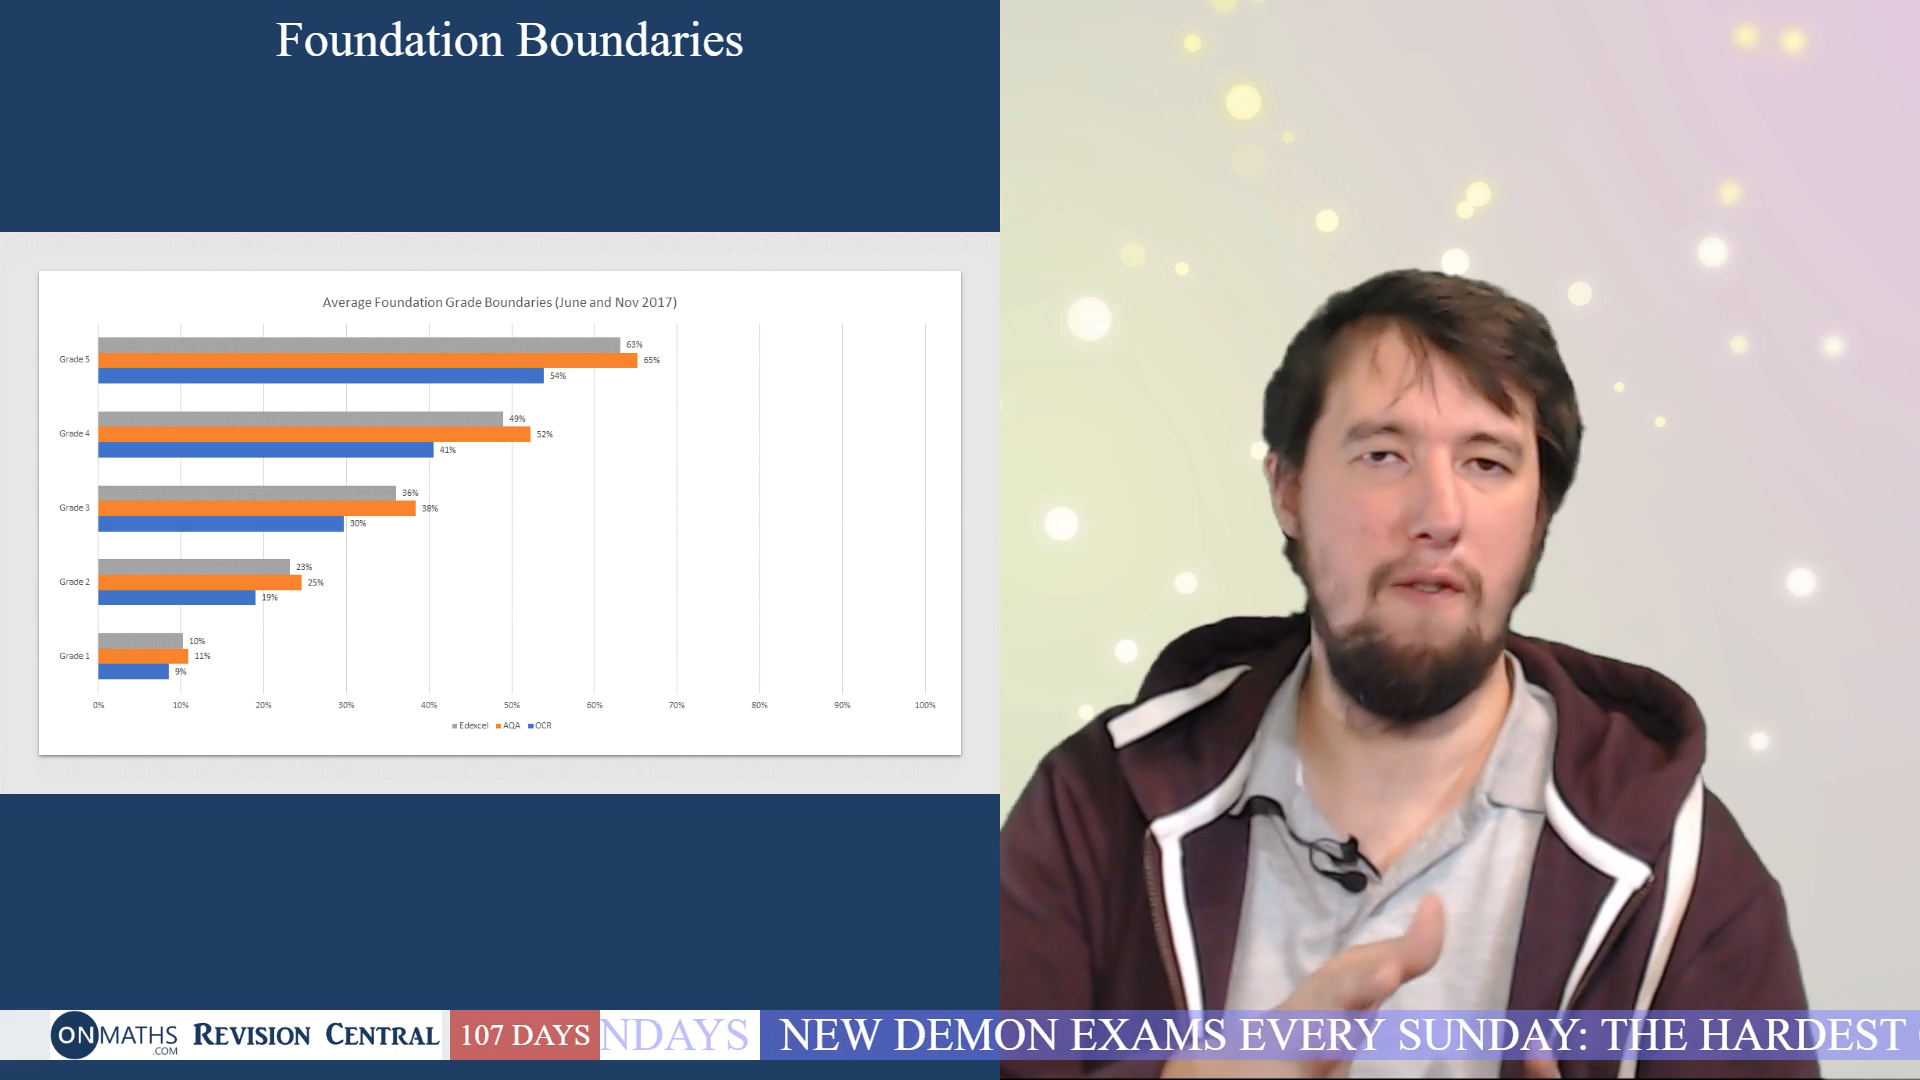 Foundation Boundaries
Average Foundation Grade Boundaries (June and Nov 2017)
Grade 5
63%
65%
54%
Grade 4
49%
52%
41%
Grade 3
36%
38%
30%
Grade 2
23%
25%
19%
Grade 1
10%
11%
9%
0% 10% 20% 30% 40% 50% 60% 70% 80% 90% 100%
Edexcel AQA OCR
ONMATHS .COM REVISION CENTRAL 107 DAYS NDAYS NEW DEMON EXAMS EVERY SUNDAY: THE HARDEST